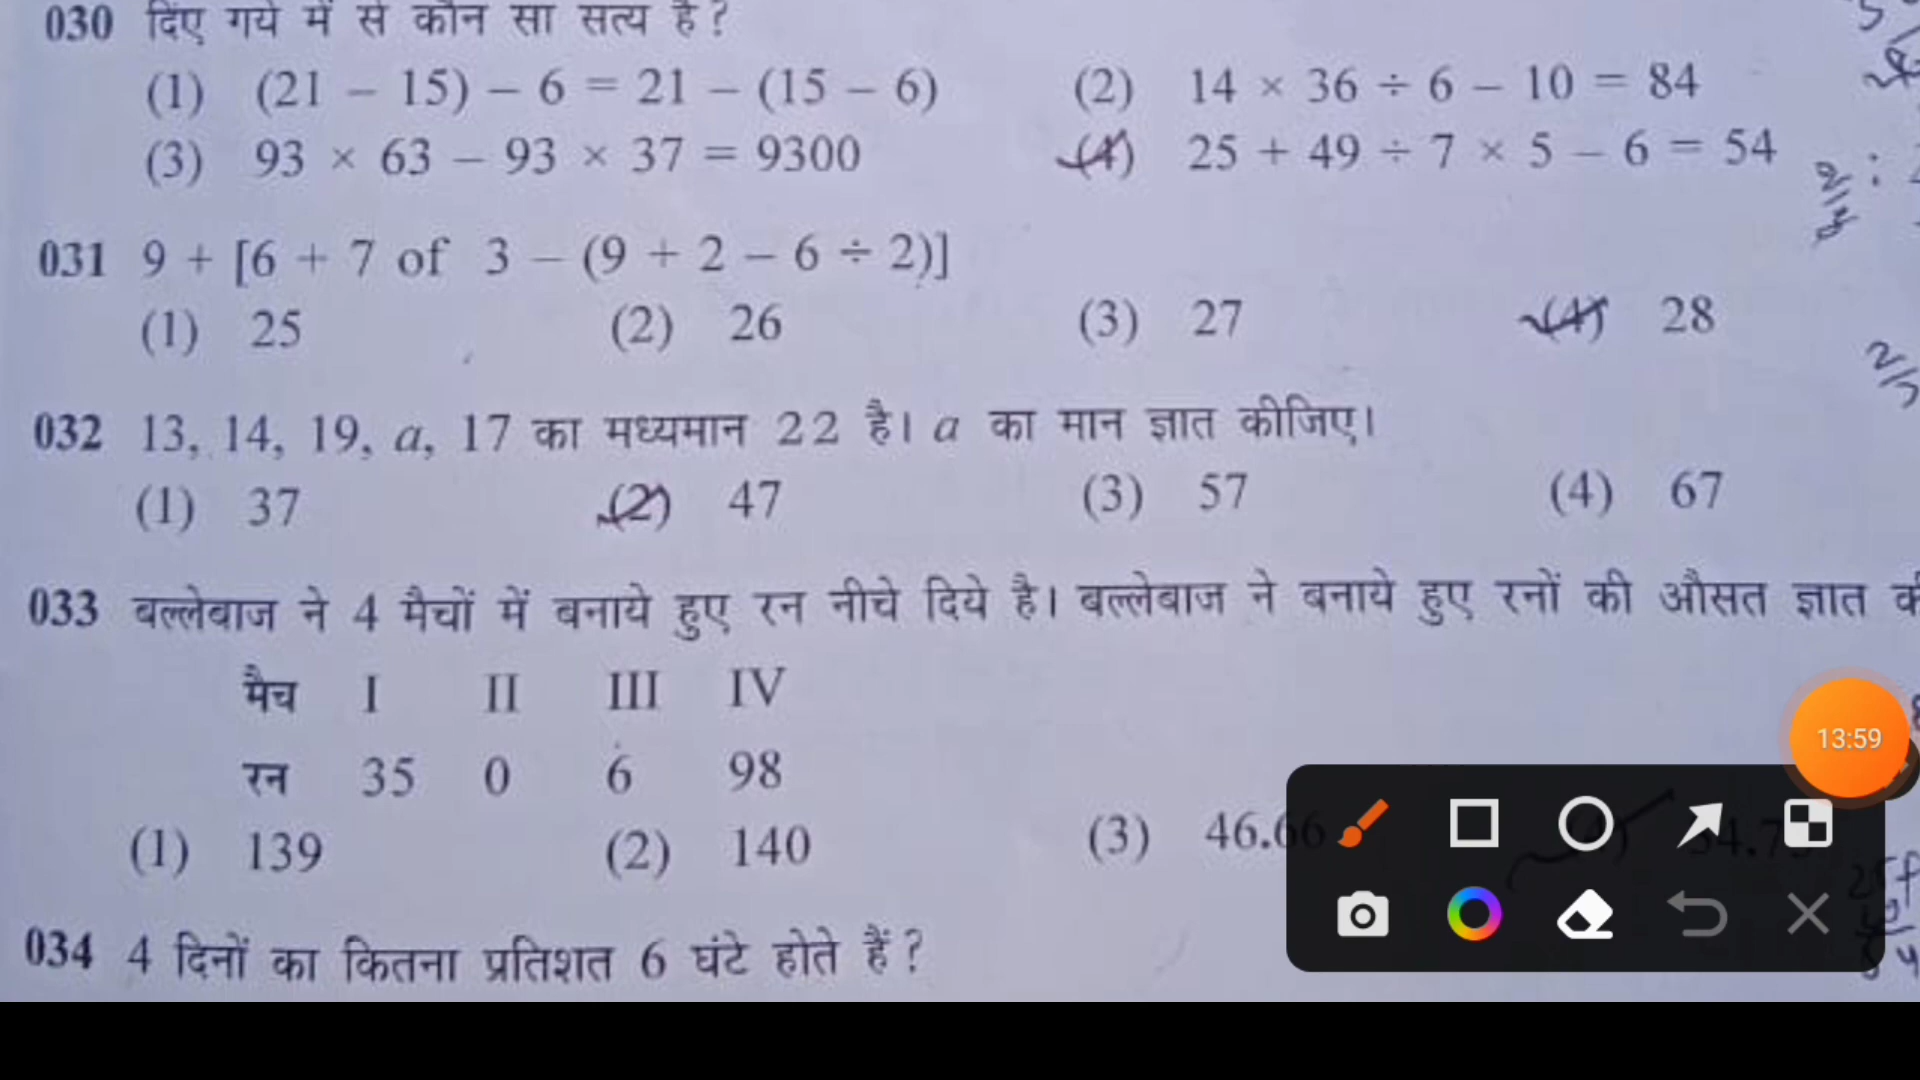 030 दिए गये में से कौन सा सत्य है?
(1) (21 – 15) – 6 = 21 – (15 – 6) (2) 14 × 36 ÷ 6 – 10 = 84
(3) 93 × 63 – 93 × 37 = 9300 (4) 25 + 49 ÷ 7 × 5 – 6 = 54
031 9 + [6 + 7 of 3 – (9 + 2 – 6 ÷ 2)]
(1) 25 (2) 26 (3) 27 (4) 28
032 13, 14, 19, a, 17 का मध्यमान 22 है। a का मान ज्ञात कीजिए।
(1) 37 (2) 47 (3) 57 (4) 67
033 बल्लेबाज ने 4 मैचों में बनाये हुए रन नीचे दिये है। बल्लेबाज ने बनाये हुए रनों की औसत ज्ञात
मैच I II III IV
रन 35 0 6 98
13:59
(1) 139 (2) 140 (3) 46.66
034 4 दिनों का कितना प्रतिशत 6 घंटे होते हैं?